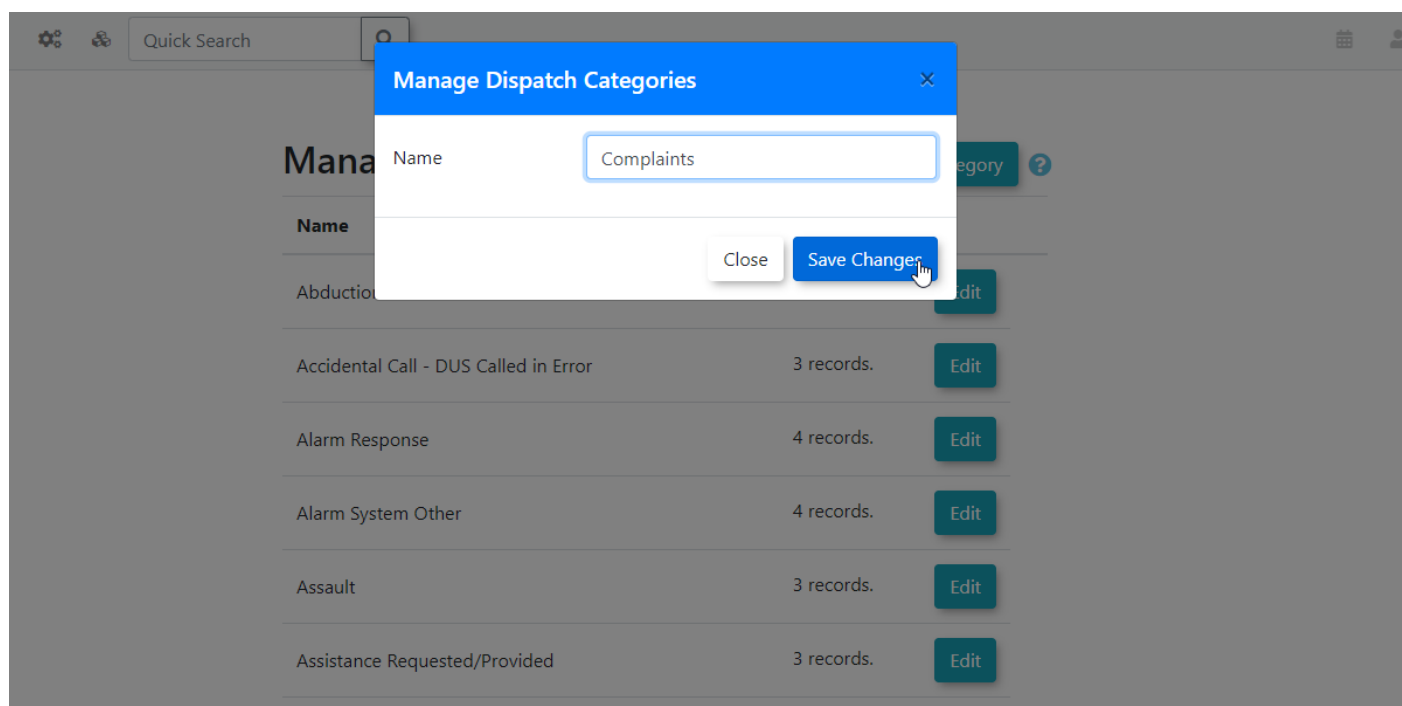 Quick Search
Manage Dispatch Categories ×
Mana
Name Complaints
egory ?
Name
Close Save Changes
Abduction
dit
Accidental Call - DUS Called in Error 3 records. Edit
Alarm Response 4 records. Edit
Alarm System Other 4 records. Edit
Assault 3 records. Edit
Assistance Requested/Provided 3 records. Edit